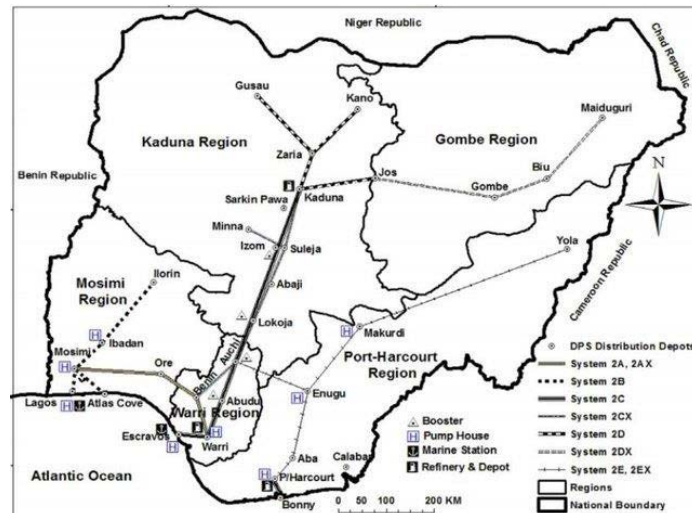 Niger Republic
Chad Republic
Gusau
Kano
Maiduguri
Kaduna Region
Gombe Region
Zaria
Benin Republic
Jos
Biu
N
Sarkin Pawa
Kaduna
Gombe
Minna
Izom
Suleja
Yola
Ilorin
Abaji
Cameroon Republic
Mosimi
Region
Lokoja
Makurdi
Ibadan
Mosimi
Auchi
Port-Harcourt
Region
Ore
Benin
Enugu
Lagos
Atlas Cove
Abudu
Warri Region
Escravos
Warri
Aba
Calabar
Atlantic Ocean
P/Harcourt
Bonny
Booster
Pump House
Marine Station
Refinery & Depot
0
100
200 KM
DPS Distribution Depots
System 2A, 2AX
System 2B
System 2C
System 2CX
System 2D
System 2DX
System 2E, 2EX
Regions
National Boundary